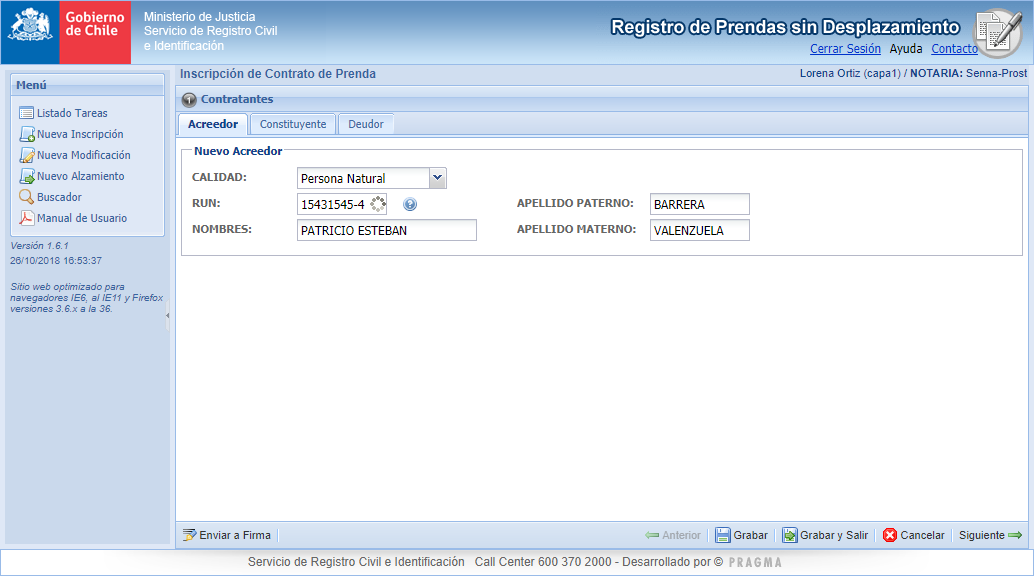 Gobierno
de Chile
Ministerio de Justicia
Servicio de Registro Civil
e Identificación
Registro de Prendas sin Desplazamiento
Cerrar Sesión Ayuda Contacto
Menú
Listado Tareas
Nueva Inscripción
Nueva Modificación
Nuevo Alzamiento
Buscador
Manual de Usuario
Versión 1.6.1
26/10/2018 16:53:37
Sitio web optimizado para
navegadores IE6, al IE11 y Firefox
versiones 3.6.x a la 36.
Inscripción de Contrato de Prenda
Lorena Ortiz (capa1) / NOTARIA: Senna-Prost
1 Contratantes
Acreedor Constituyente Deudor
Nuevo Acreedor
CALIDAD: Persona Natural
RUN: 15431545-4 ? APELLIDO PATERNO: BARRERA
NOMBRES: PATRICIO ESTEBAN APELLIDO MATERNO: VALENZUELA
Enviar a Firma Anterior Grabar Grabar y Salir Cancelar Siguiente
Servicio de Registro Civil e Identificación Call Center 600 370 2000 - Desarrollado por © PRAGMA